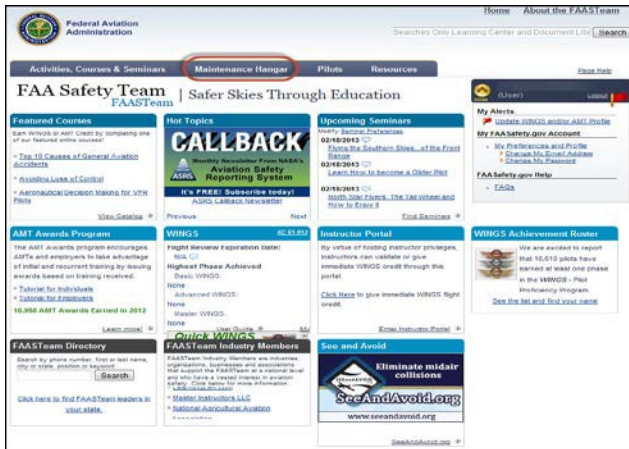 Home About the FAASTeam
Federal Aviation
Administration
Searches Only Learning Center and Document Libr Search
Activities, Courses & Seminars Maintenance Hangar Pilots Resources
Page Help
FAA Safety Team | Safer Skies Through Education
FAASTeam
(User) Logout
My Alerts
Update WINGS and/or AMT Profile
My FAASafety.gov Account
My Preferences and Profile
Change My Email Address
Change My Password
FAASafety.gov Help
FAQs
Featured Courses
Earn WINGS or AMT Credit by completing one
of our featured online courses!
Top 10 Causes of General Aviation
Accidents
Avoiding Loss of Control
Aeronautical Decision Making for VFR
Pilots
View Catalog
Hot Topics
CALLBACK
Monthly Newsletter From NASA's
Aviation Safety
Reporting System
ASRS
It's FREE! Subscribe today!
ASRS Callback Newsletter
Previous Next
Upcoming Seminars
Modify Seminar Preferences
02/18/2013
Flying the Southern Skies, of the Front
Range
02/18/2013
Learn How to become a Glider Pilot
02/18/2013
North Star Flyers. The Tail Wheel and
How to Enjoy it
Find Seminars
AMT Awards Program
The AMT Awards program encourages
AMTs and employers to take advantage
of initial and recurrent training by issuing
awards based on training received.
Tutorial for Individuals
Tutorial for Employers
10,958 AMT Awards Earned in 2012
Learn more!
WINGS AC 61-91J
Flight Review Expiration Date:
N/A
Highest Phase Achieved
Basic WINGS:
None
Advanced WINGS:
None
Master WINGS:
None
User Guide My
Quick WINGS
Instructor Portal
By virtue of holding instructor privileges,
instructors can validate or give
immediate WINGS credit through this
portal.
Click Here to give immediate WINGS flight
credit.
Enter Instructor Portal
WINGS Achievement Roster
We are excited to report
that 10,610 pilots have
earned at least one phase
in the WINGS - Pilot
Proficiency Program.
See the list and find your name
FAASTeam Directory
Search by phone number, first or last name,
city or state, position or keyword
Search
Click here to find FAASTeam leaders in
your state.
FAASTeam Industry Members
FAASTeam Industry Members are industries,
organisations, businesses and associations
that support the FAASTeam at a national level
and who have a vested interest in aviation
safety. Click below for more information.
Master Instructors LLC
National Agricultural Aviation
See and Avoid
Eliminate midair
collisions
SeeAndAvoid.org
www.seeandavoid.org
SeeAndAvoid.org